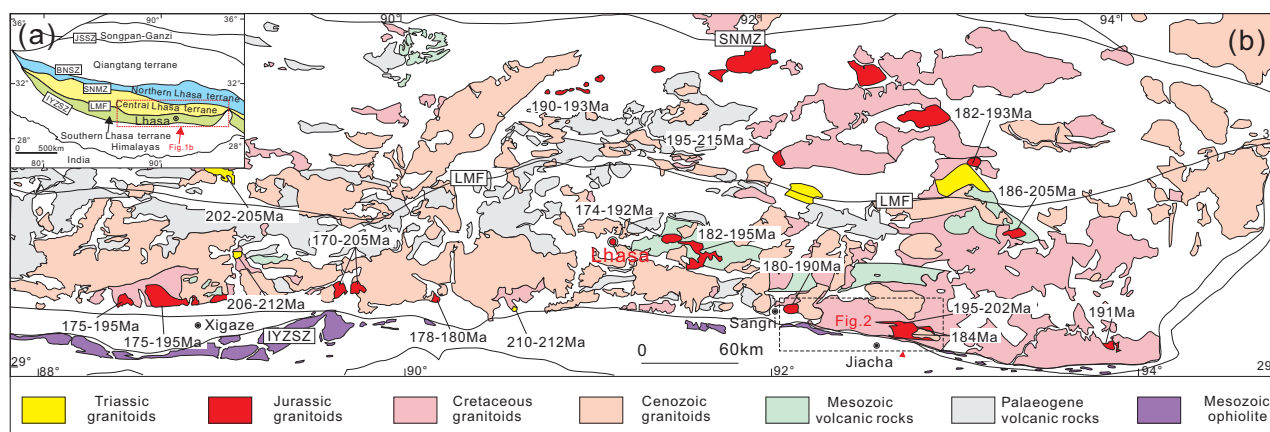 36°
90°
36°
(a)
JSSZ
Songpan-Ganzi
BNSZ
Qiangtang terrane
32°
32°
SNMZ
Northern Lhasa terrane
IYZSZ
LMF
Central Lhasa terrane
Lhasa
28°
Southern Lhasa terrane
28°
0 500km
Himalayas
Fig.1b
80°
India
90°
90°
92°
94°
SNMZ
(b)
190-193Ma
195-215Ma
182-193Ma
LMF
LMF
186-205Ma
202-205Ma
174-192Ma
182-195Ma
170-205Ma
Lhasa
180-190Ma
206-212Ma
195-202Ma
175-195Ma
Xigaze
Sangri
Fig.2
191Ma
175-195Ma
IYZSZ
178-180Ma
210-212Ma
0 60km
184Ma
Jiacha
29°
88°
90
92
94
29
Triassic granitoids
Jurassic granitoids
Cretaceous granitoids
Cenozoic granitoids
Mesozoic volcanic rocks
Palaeogene volcanic rocks
Mesozoic ophiolite